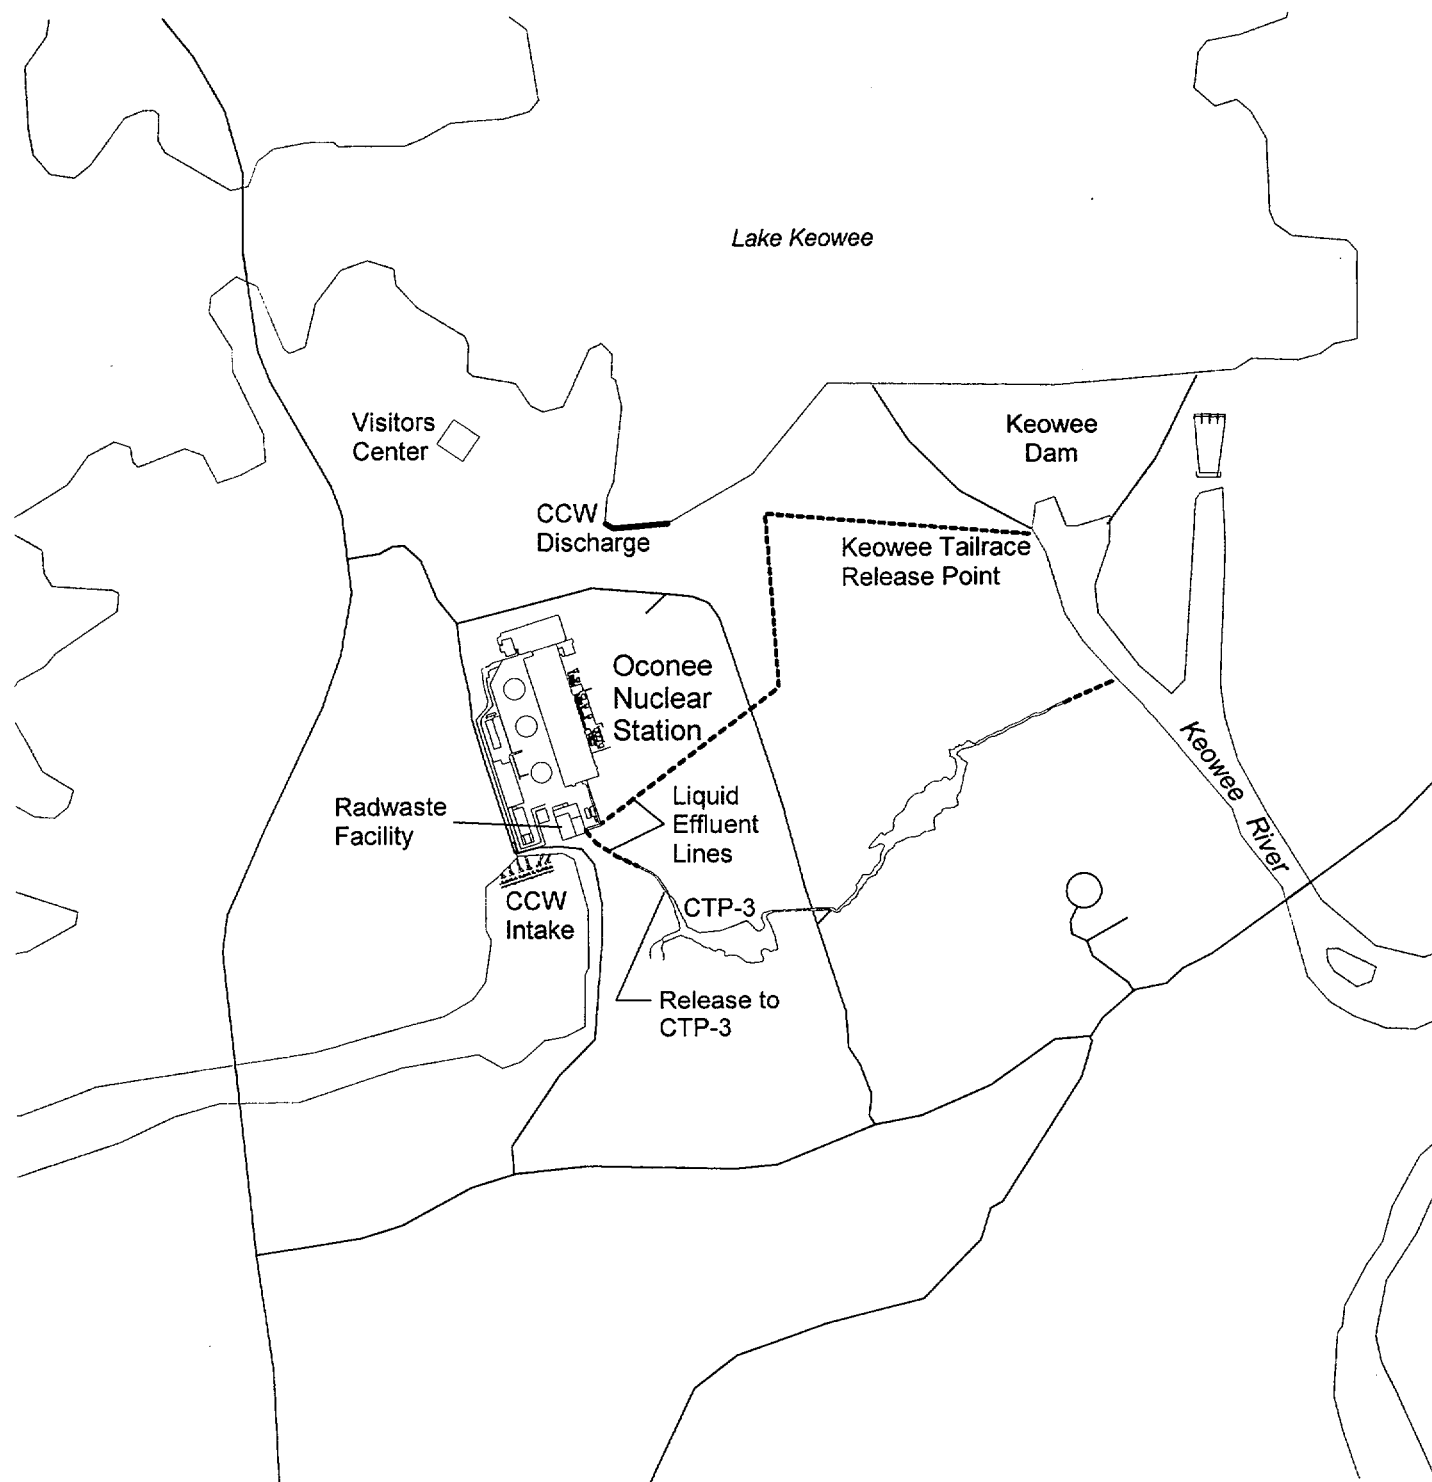 Lake Keowee
Visitors
Center
Keowee
Dam
CCW
Discharge
Keowee Tailrace
Release Point
Oconee
Nuclear
Station
Keowee River
Radwaste
Facility
Liquid
Effluent
Lines
CCW
Intake
CTP-3
Release to
CTP-3